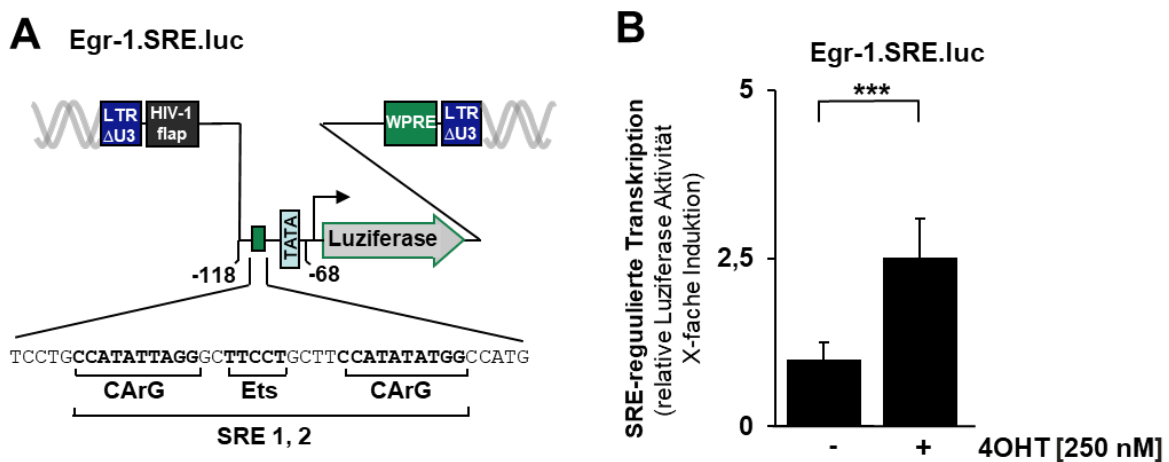 A Egr-1.SRE.luc
LTR
ΔU3
HIV-1
flap
WPRE
LTR
ΔU3
TATA
Luziferase
-118
-68
TCCTGCCATATTAGGGCTTCCTGCTTCCATATATGGCCATG
CArG Ets CArG
SRE 1, 2
B
Egr-1.SRE.luc
SRE-reguulierte Transkription
(relative Luziferase Aktivität
X-fache Induktion)
5
***
2,5
0
- + 4OHT [250 nM]